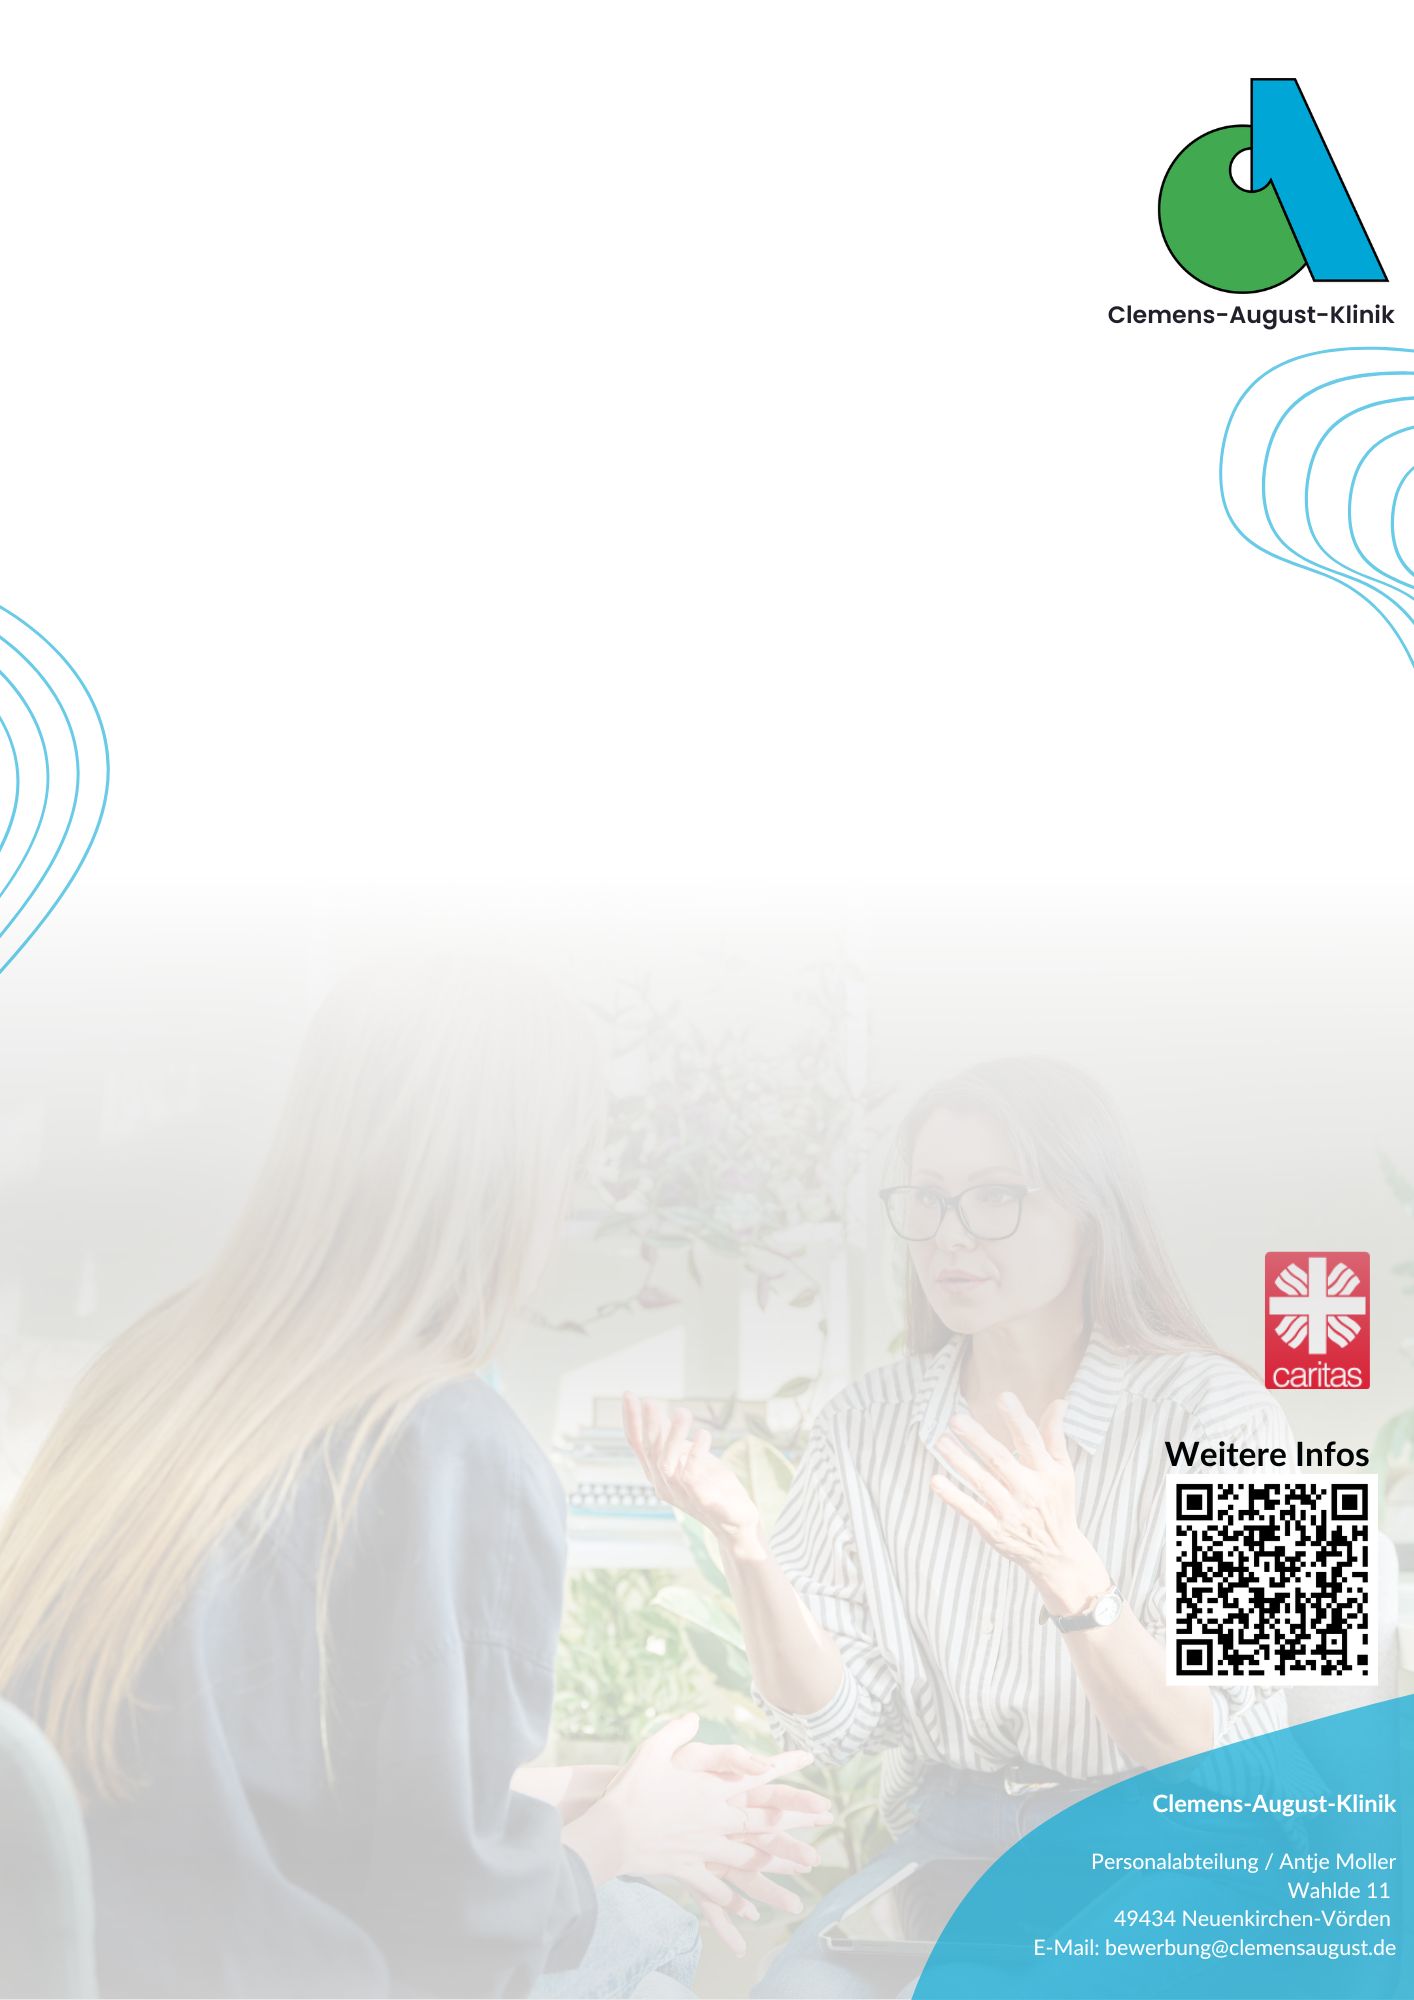 Clemens-August-Klinik
caritas
Weitere Infos
Clemens-August-Klinik
Personalabteilung / Antje Moller
Wahlde 11
49434 Neuenkirchen-Vörden
E-Mail: bewerbung@clemensaugust.de